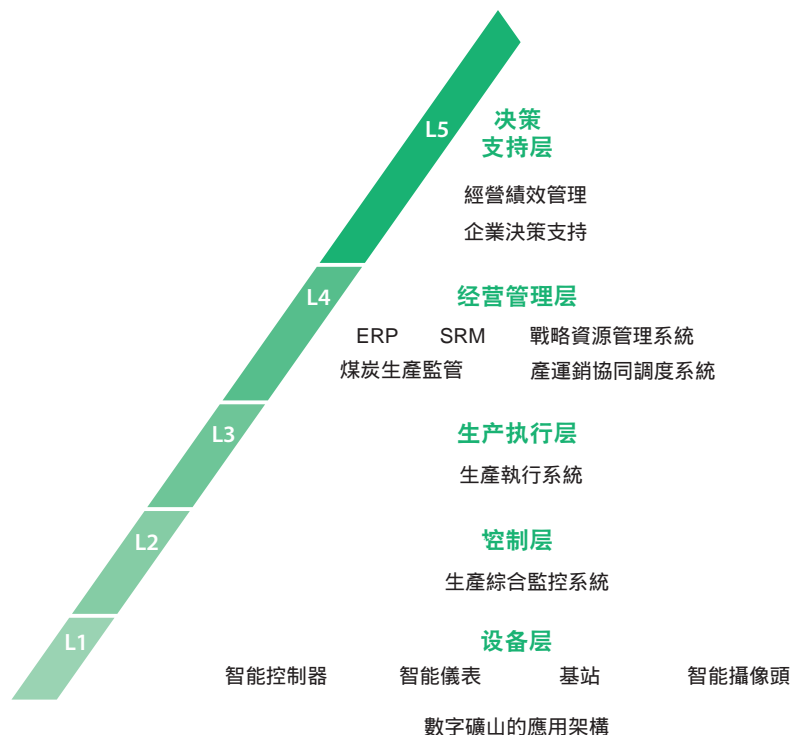 L5
决策
支持层
經營績效管理
企業決策支持
L4
经营管理层
ERP SRM 戰略資源管理系統
煤炭生產監管 產運銷協同調度系統
L3
生产执行层
生產執行系統
L2
控制层
生產綜合監控系統
L1
设备层
智能控制器 智能儀表 基站 智能攝像頭
數字礦山的應用架構